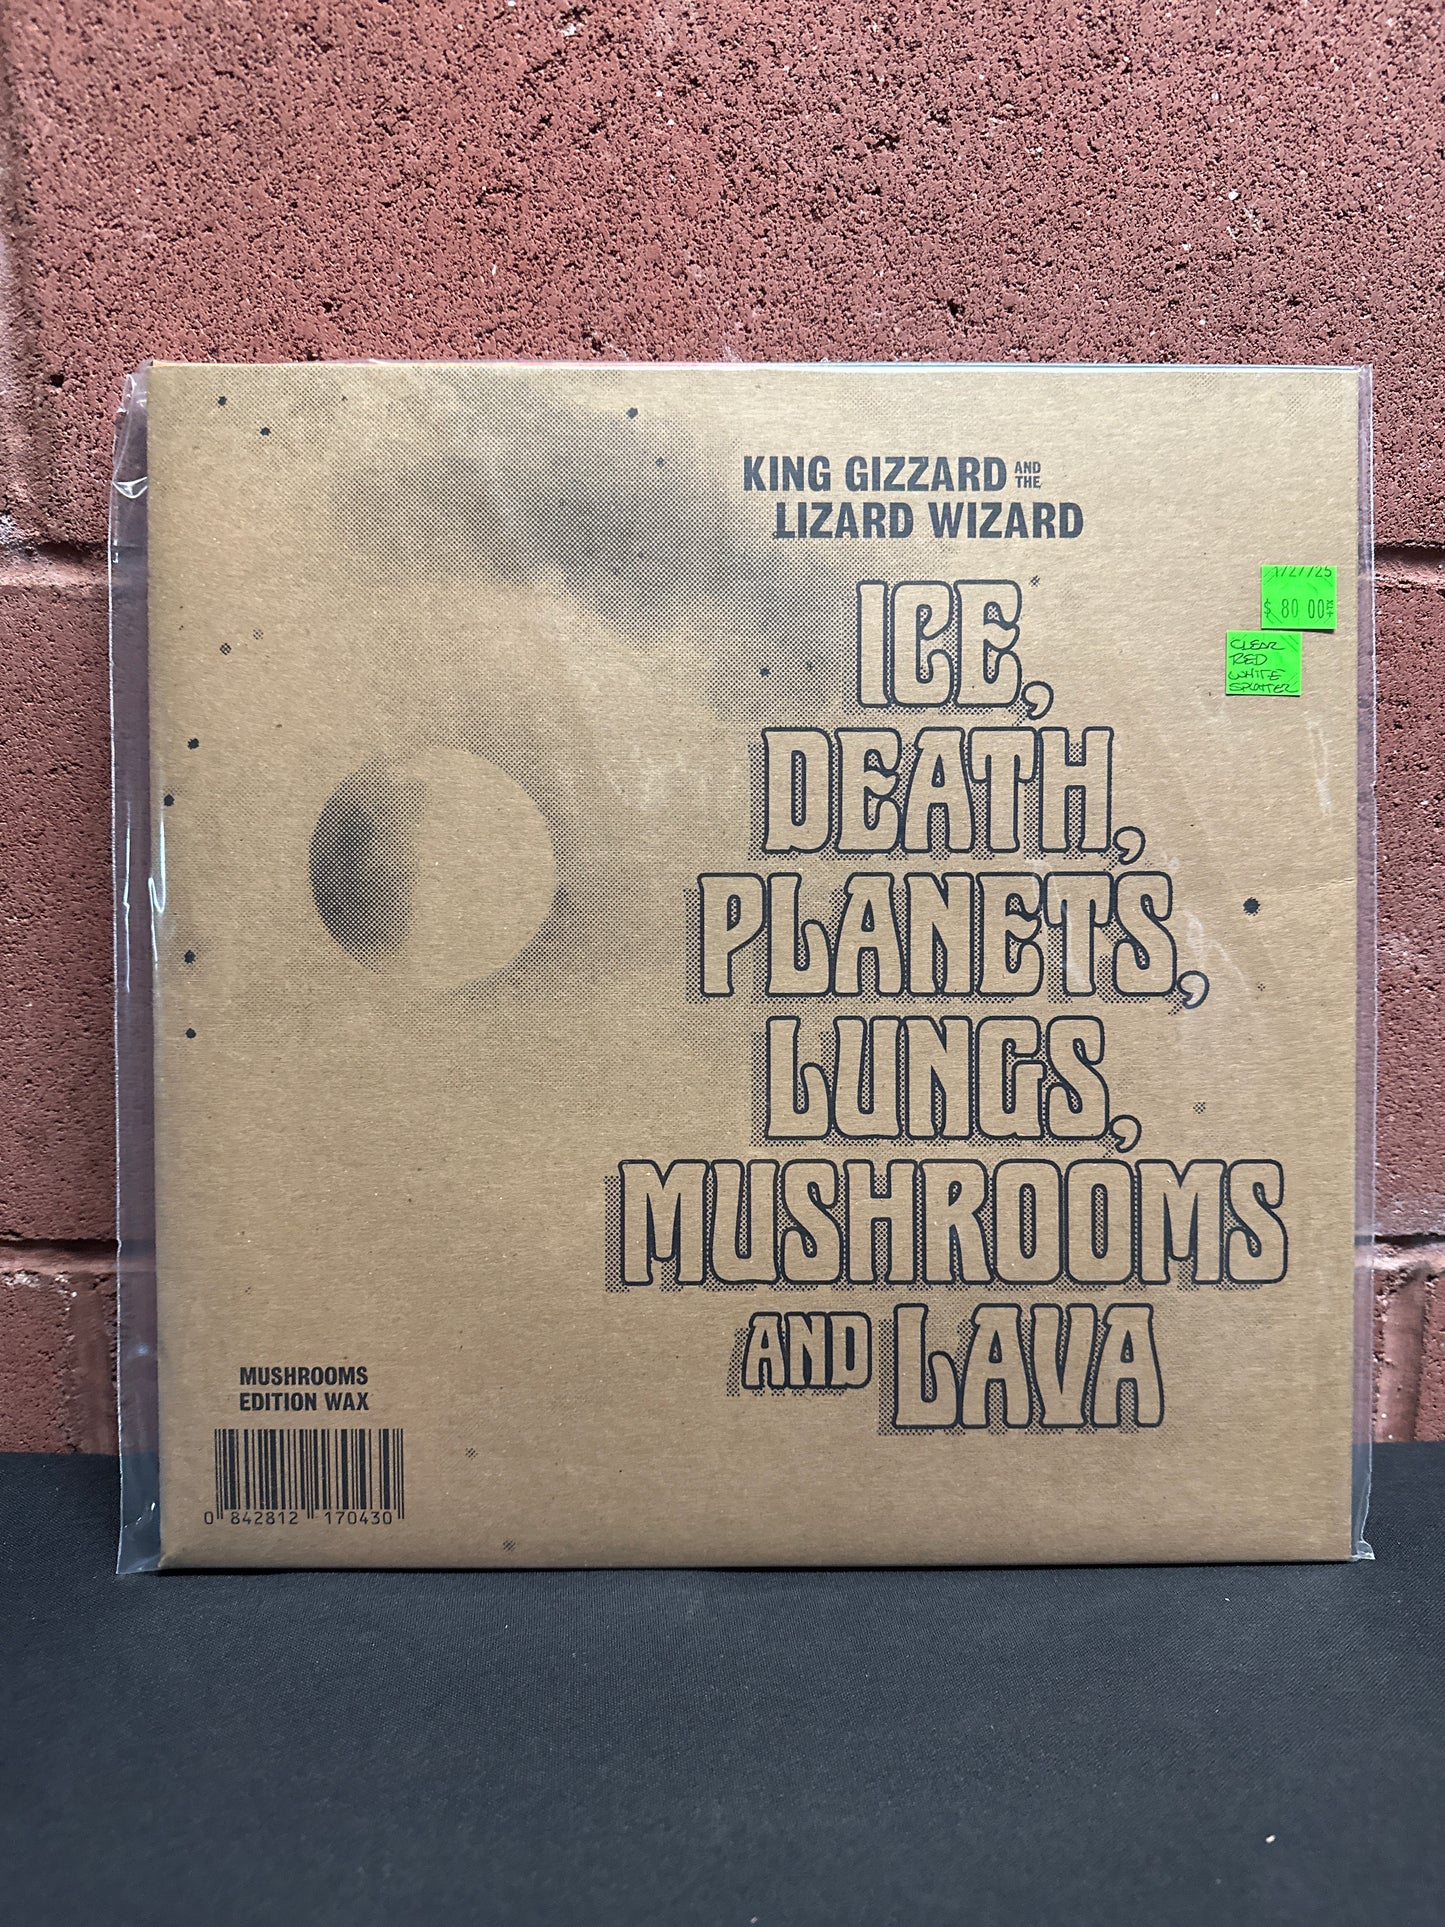 KING GIZZARD AND THE
LIZARD WIZARD
ICE,
DEATH,
PLANETS,
LUNGS,
MUSHROOMS
AND LAVA
1/27/25
$ 80 00
CLEAR
RED
WHITE
SPLATTER
MUSHROOMS
EDITION WAX
0 842812 170430